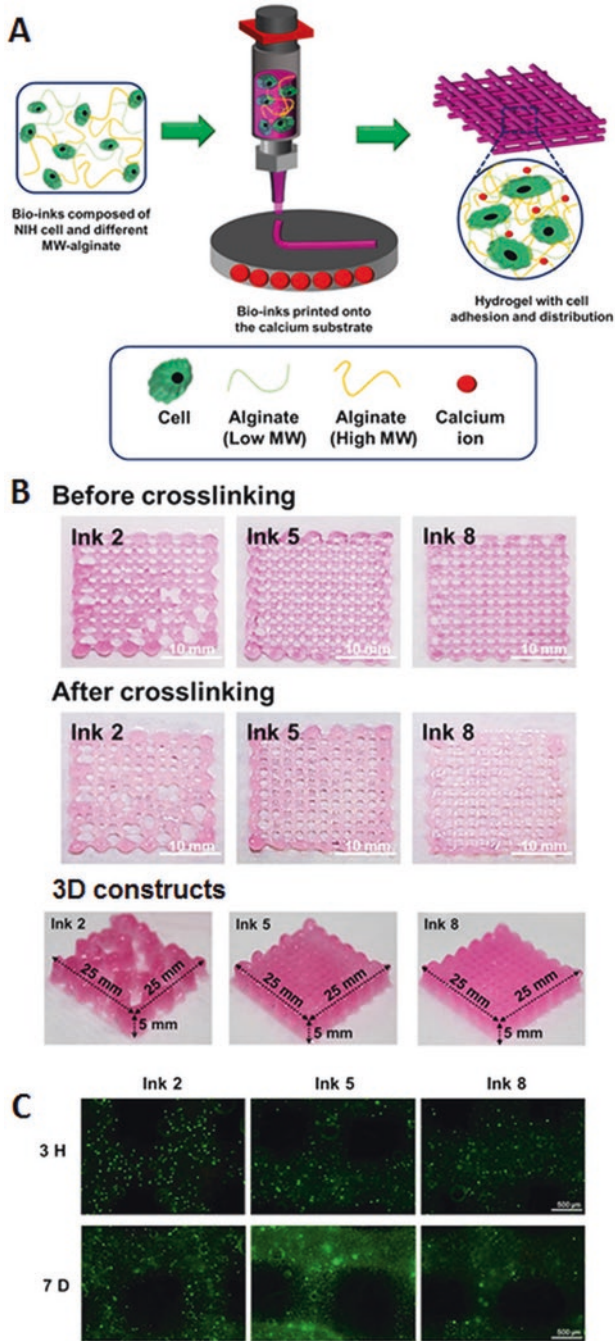 A
Bio-inks composed of
NIH cell and different
MW-alginate
Bio-inks printed onto
the calcium substrate
Hydrogel with cell
adhesion and distribution
Cell
Alginate
(Low MW)
Alginate
(High MW)
Calcium
ion
B
Before crosslinking
Ink 2
Ink 5
Ink 8
10 mm
10 mm
10 mm
After crosslinking
Ink 2
Ink 5
Ink 8
10 mm
10 mm
10 mm
3D constructs
Ink 2
25 mm
25 mm
5 mm
Ink 5
25 mm
25 mm
5 mm
Ink 8
25 mm
25 mm
5 mm
C
Ink 2
Ink 5
Ink 8
3 H
500 µm
7 D
500 µm